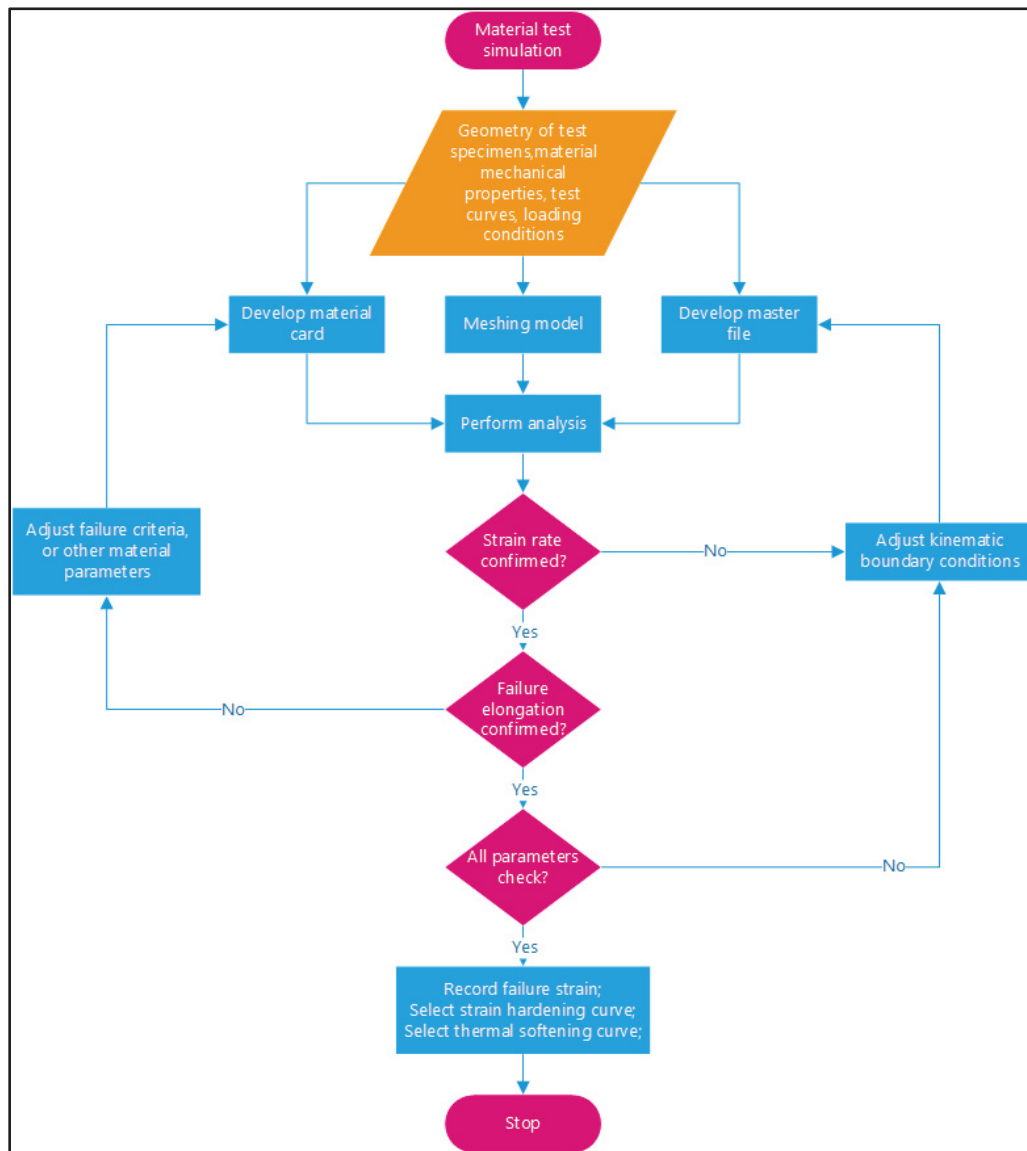 Material test
simulation
Geometry of test
specimens,material
mechanical
properties, test
curves, loading
conditions
Develop material
card
Meshing model
Develop master
file
Perform analysis
Adjust failure criteria,
or other material
parameters
Strain rate
confirmed?
No
Adjust kinematic
boundary conditions
Yes
Failure
elongation
confirmed?
No
Yes
All parameters
check?
No
Yes
Record failure strain;
Select strain hardening curve;
Select thermal softening curve;
Stop